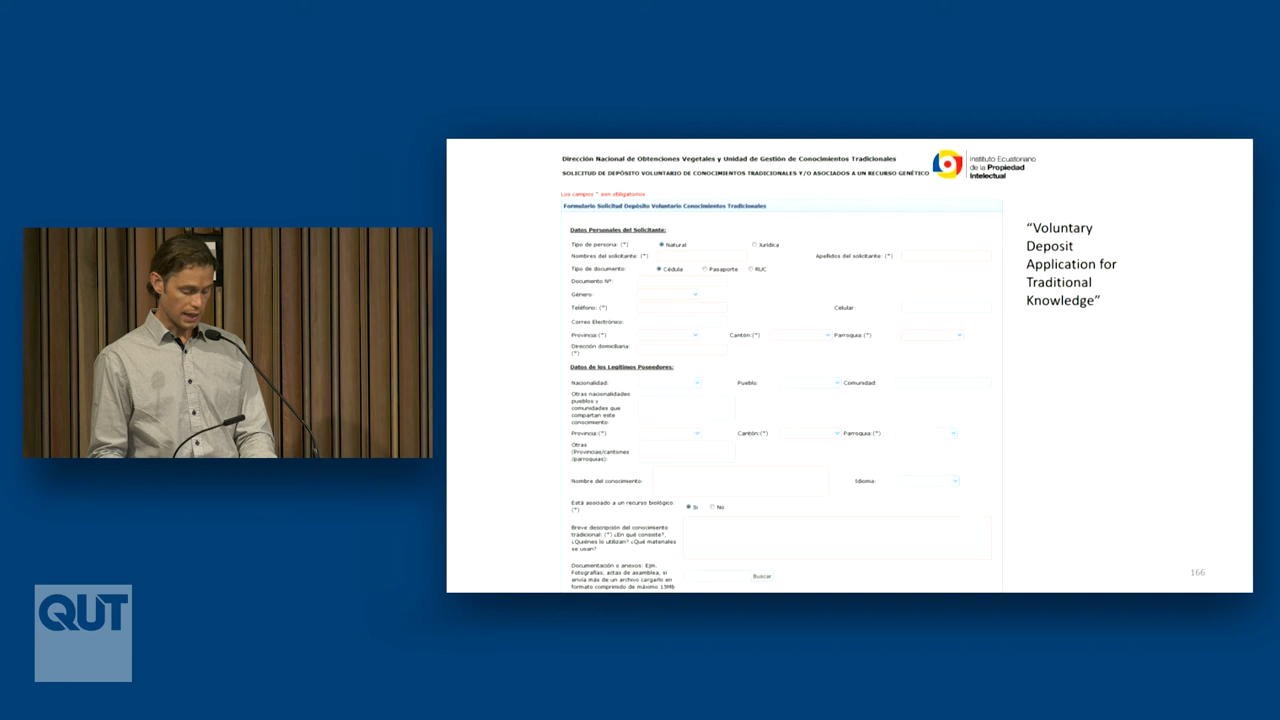 Dirección Nacional de Obtenciones Vegetales y Unidad de Gestión de Conocimientos Tradicionales
SOLICITUD DE DEPÓSITO VOLUNTARIO DE CONOCIMIENTOS TRADICIONALES Y/O ASOCIADOS A UN RECURSO GENÉTICO
Instituto Ecuatoriano
de la Propiedad
Intelectual
Los campos * son obligatorios
Formulario Solicitud Depósito Voluntario Conocimientos Tradicionales
Datos Personales del Solicitante:
Tipo de persona: (*) Natural Jurídica
Nombres del solicitante: (*) Apellidos del solicitante: (*)
Tipo de documento: Cédula Pasaporte RUC
Documento Nº:
Género:
Teléfono: (*) Celular:
Correo Electrónico:
Provincia:(*) Cantón:(*) Parroquia:(*)
Dirección domiciliaria:
(*)
Datos de los Legítimos Poseedores:
Nacionalidad: Pueblo: Comunidad:
Otras nacionalidades
pueblos y
comunidades que
compartan este
conocimiento:
Provincia:(*) Cantón:(*) Parroquia:(*)
Otras
(Provincias/cantones
/parroquias):
Nombre del conocimiento: Idioma:
Está asociado a un recurso biológico:
(*) Si No
Breve descripción del conocimiento
tradicional: (*) ¿En qué consiste?,
¿Quiénes lo utilizan? ¿Qué materiales
se usan?
Documentación o anexos: Ejm.
Fotografías, actas de asamblea, si
envía más de un archivo cargarlo en
formato comprimido de máximo 15Mb
Buscar
“Voluntary
Deposit
Application for
Traditional
Knowledge”
166
QUT